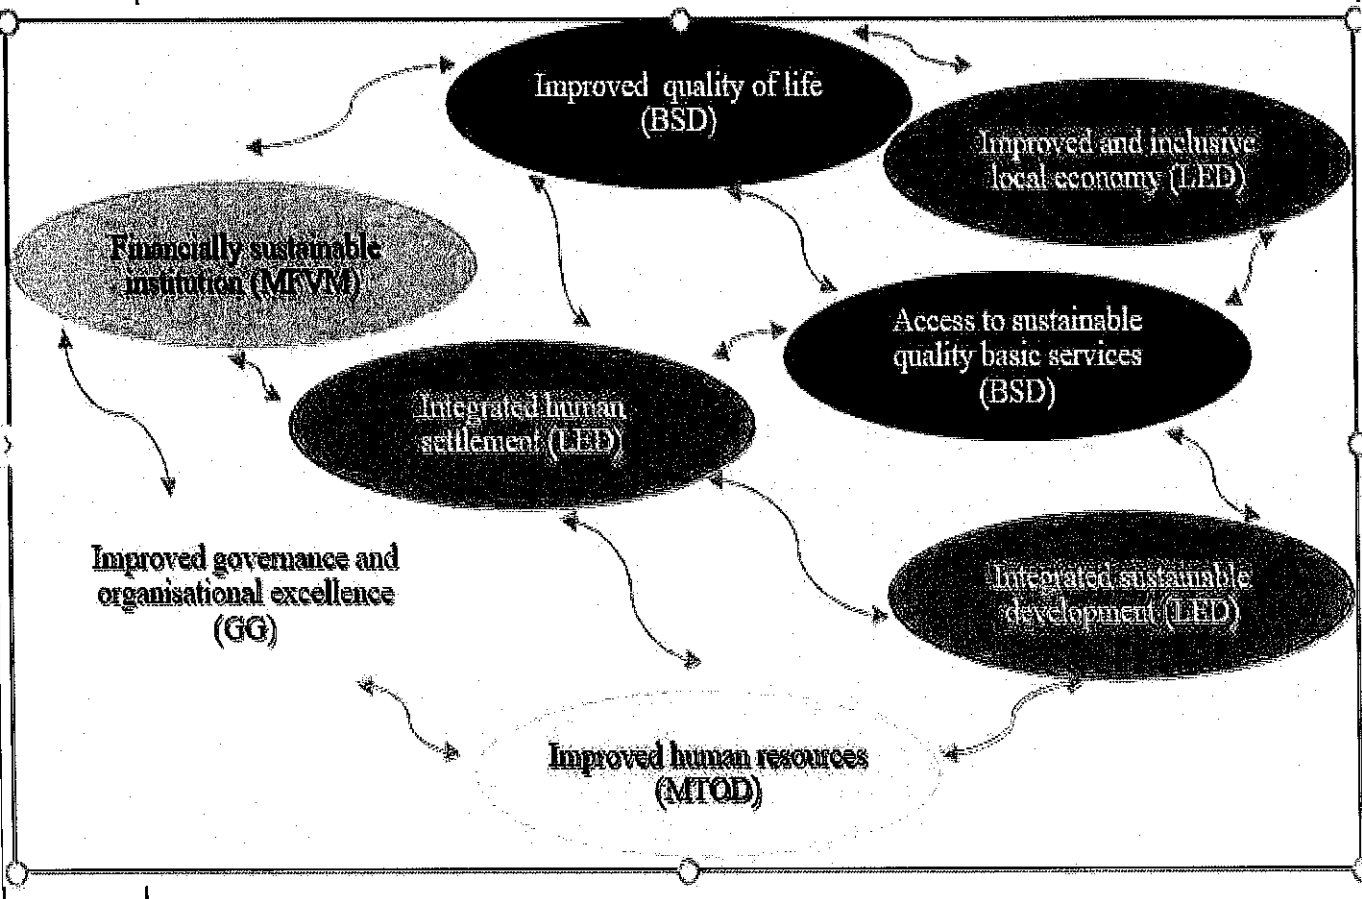 Improved quality of life
(BSD)
Improved and inclusive
local economy (LED)
Financially sustainable
institution (MFVM)
Access to sustainable
quality basic services
(BSD)
Integrated human
settlement (LED)
Improved governance and
organisational excellence
(GG)
Integrated sustainable
development (LED)
Improved human resources
(MTOD)